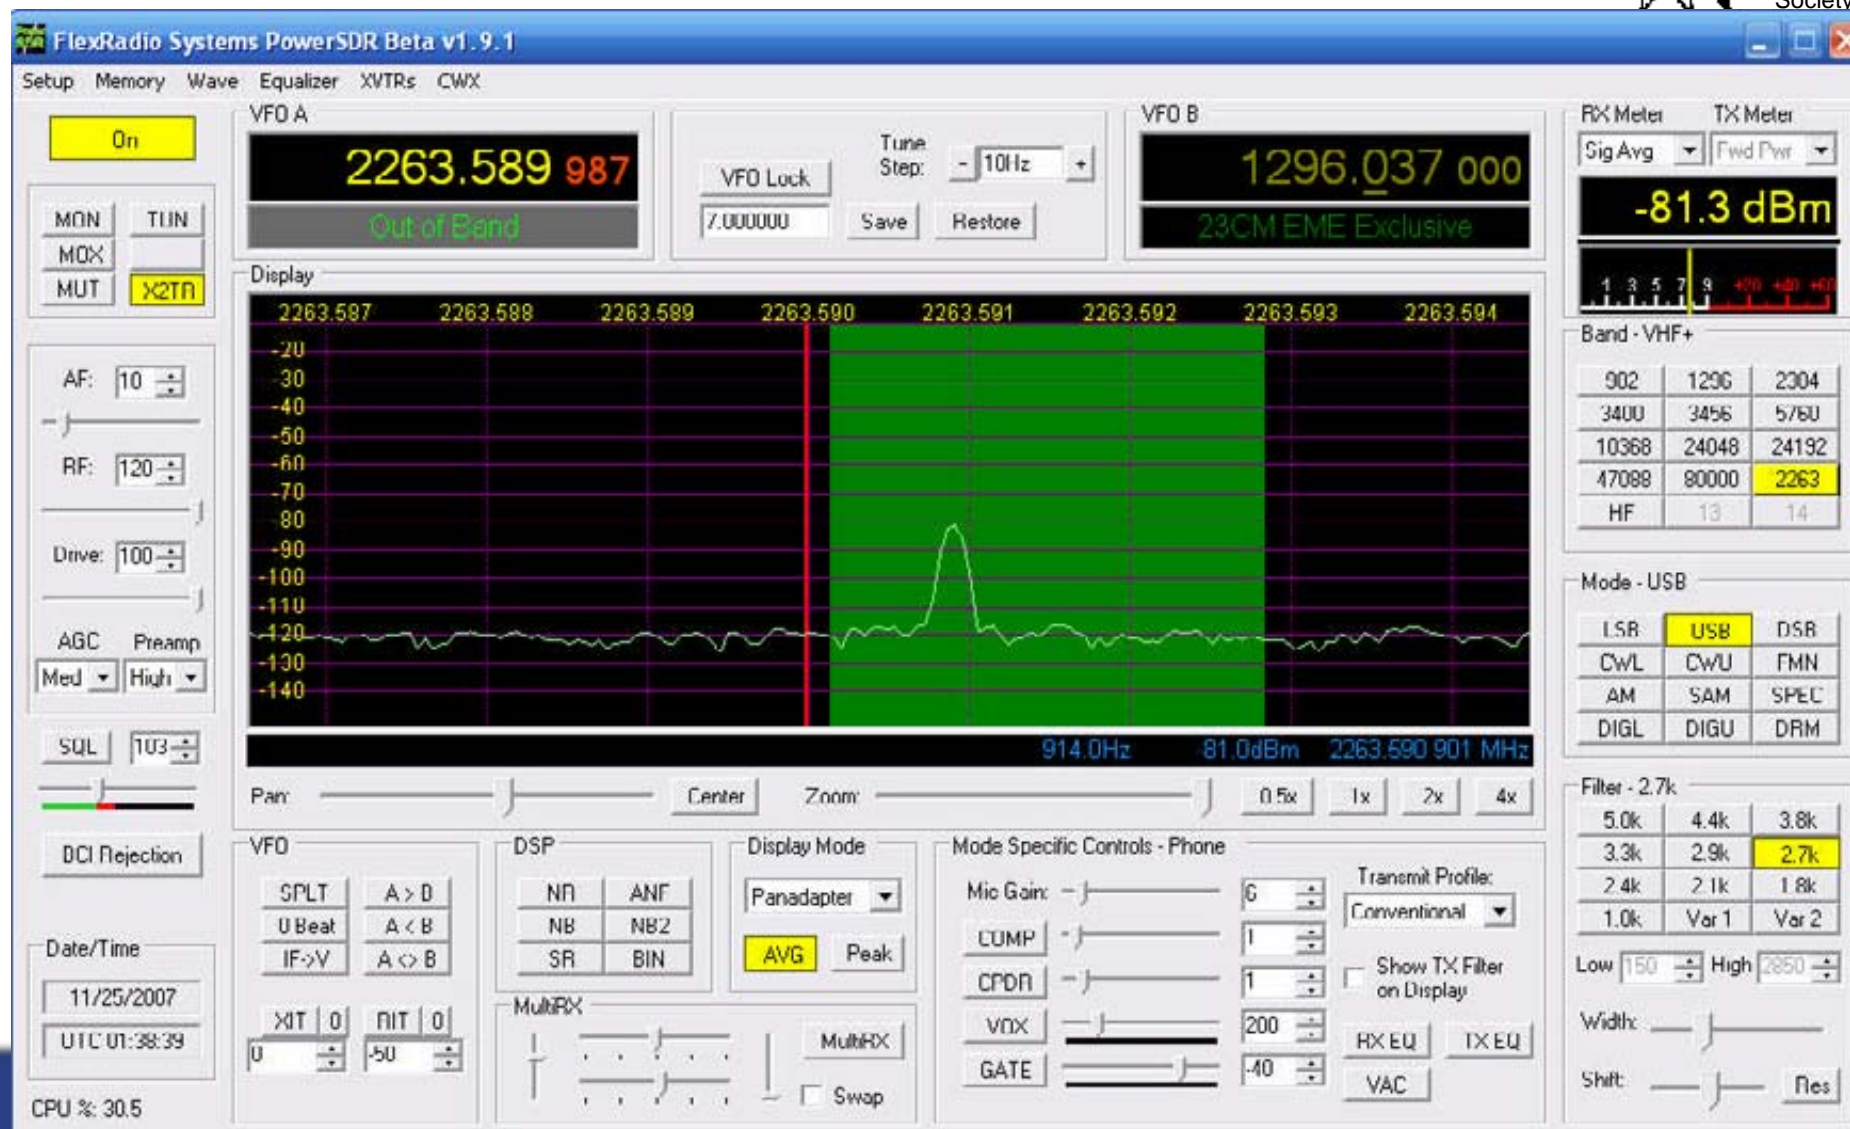 Society
FlexRadio Systems PowerSDR Beta v1.9.1
Setup Memory Wave Equalizer XVTRs CWX
On
MON TUN
MOX
MUT X2TR
AF: 10
RF: 120
Drive: 100
AGC Preamp
Med High
SQL 103
DCI Rejection
Date/Time
11/25/2007
UTC 01:38:39
CPU %: 30.5
VFO A
2263.589 987
Out of Band
VFO Lock
Tune
Step: - 10Hz +
7.000000 Save Restore
VFO B
1296.037 000
23CM EME Exclusive
Display
2263.587 2263.588 2263.589 2263.590 2263.591 2263.592 2263.593 2263.594
-20
-30
-40
-50
-60
-70
-80
-90
-100
-110
-120
-130
-140
914.0Hz -81.0dBm 2263.590 901 MHz
Pan: Center Zoom: 0.5x 1x 2x 4x
VFO
SPLT A > B
0 Beat A < B
IF->V A <> B
XIT 0 RIT 0
0 -50
DSP
NR ANF
NB NB2
SR BIN
Display Mode
Panadapter
AVG Peak
MultiRX
MultiRX
Swap
Mode Specific Controls - Phone
Mic Gain: 6
COMP 1
CPDR 1
VOX 200
GATE -40
Transmit Profile:
Conventional
Show TX Filter
on Display
RX EQ TX EQ
VAC
RX Meter TX Meter
Sig Avg Fwd Pwr
-81.3 dBm
1 3 5 7 9 +20 +40 +60
Band - VHF+
902 1296 2304
3400 3456 5760
10368 24048 24192
47088 80000 2263
HF 13 14
Mode - USB
LSB USB DSB
CWL CWU FMN
AM SAM SPEC
DIGL DIGU DRM
Filter - 2.7k
5.0k 4.4k 3.8k
3.3k 2.9k 2.7k
2.4k 2.1k 1.8k
1.0k Var 1 Var 2
Low 150 High 2850
Width:
Shift: Res